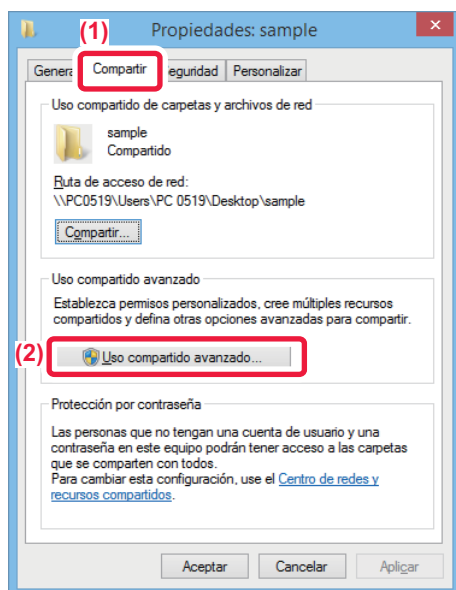 (1)
Propiedades: sample
Genera Compartir eguridad Personalizar
Uso compartido de carpetas y archivos de red
sample
Compartido
Ruta de acceso de red:
\\PC0519\Users\PC 0519\Desktop\sample
Compartir...
Uso compartido avanzado
Establezca permisos personalizados, cree múltiples recursos
compartidos y defina otras opciones avanzadas para compartir.
(2)
Uso compartido avanzado...
Protección por contraseña
Las personas que no tengan una cuenta de usuario y una
contraseña en este equipo podrán tener acceso a las carpetas
que se comparten con todos.
Para cambiar esta configuración, use el Centro de redes y
recursos compartidos.
Aceptar Cancelar Aplicar